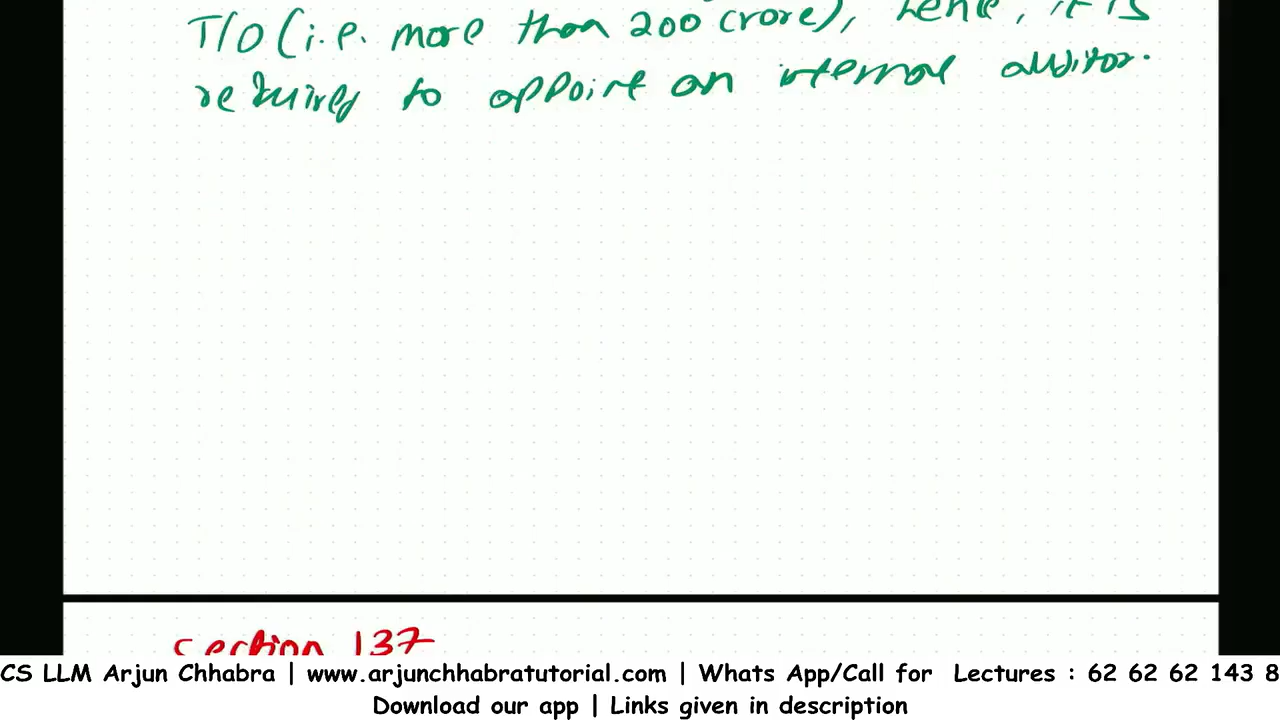 T/O (i.e. more than 200 crore), hence, it is
required to appoint an internal auditor.
Section 137
CS LLM Arjun Chhabra | www.arjunchhabratutorial.com | Whats App/Call for Lectures : 62 62 62 143 8
Download our app | Links given in description